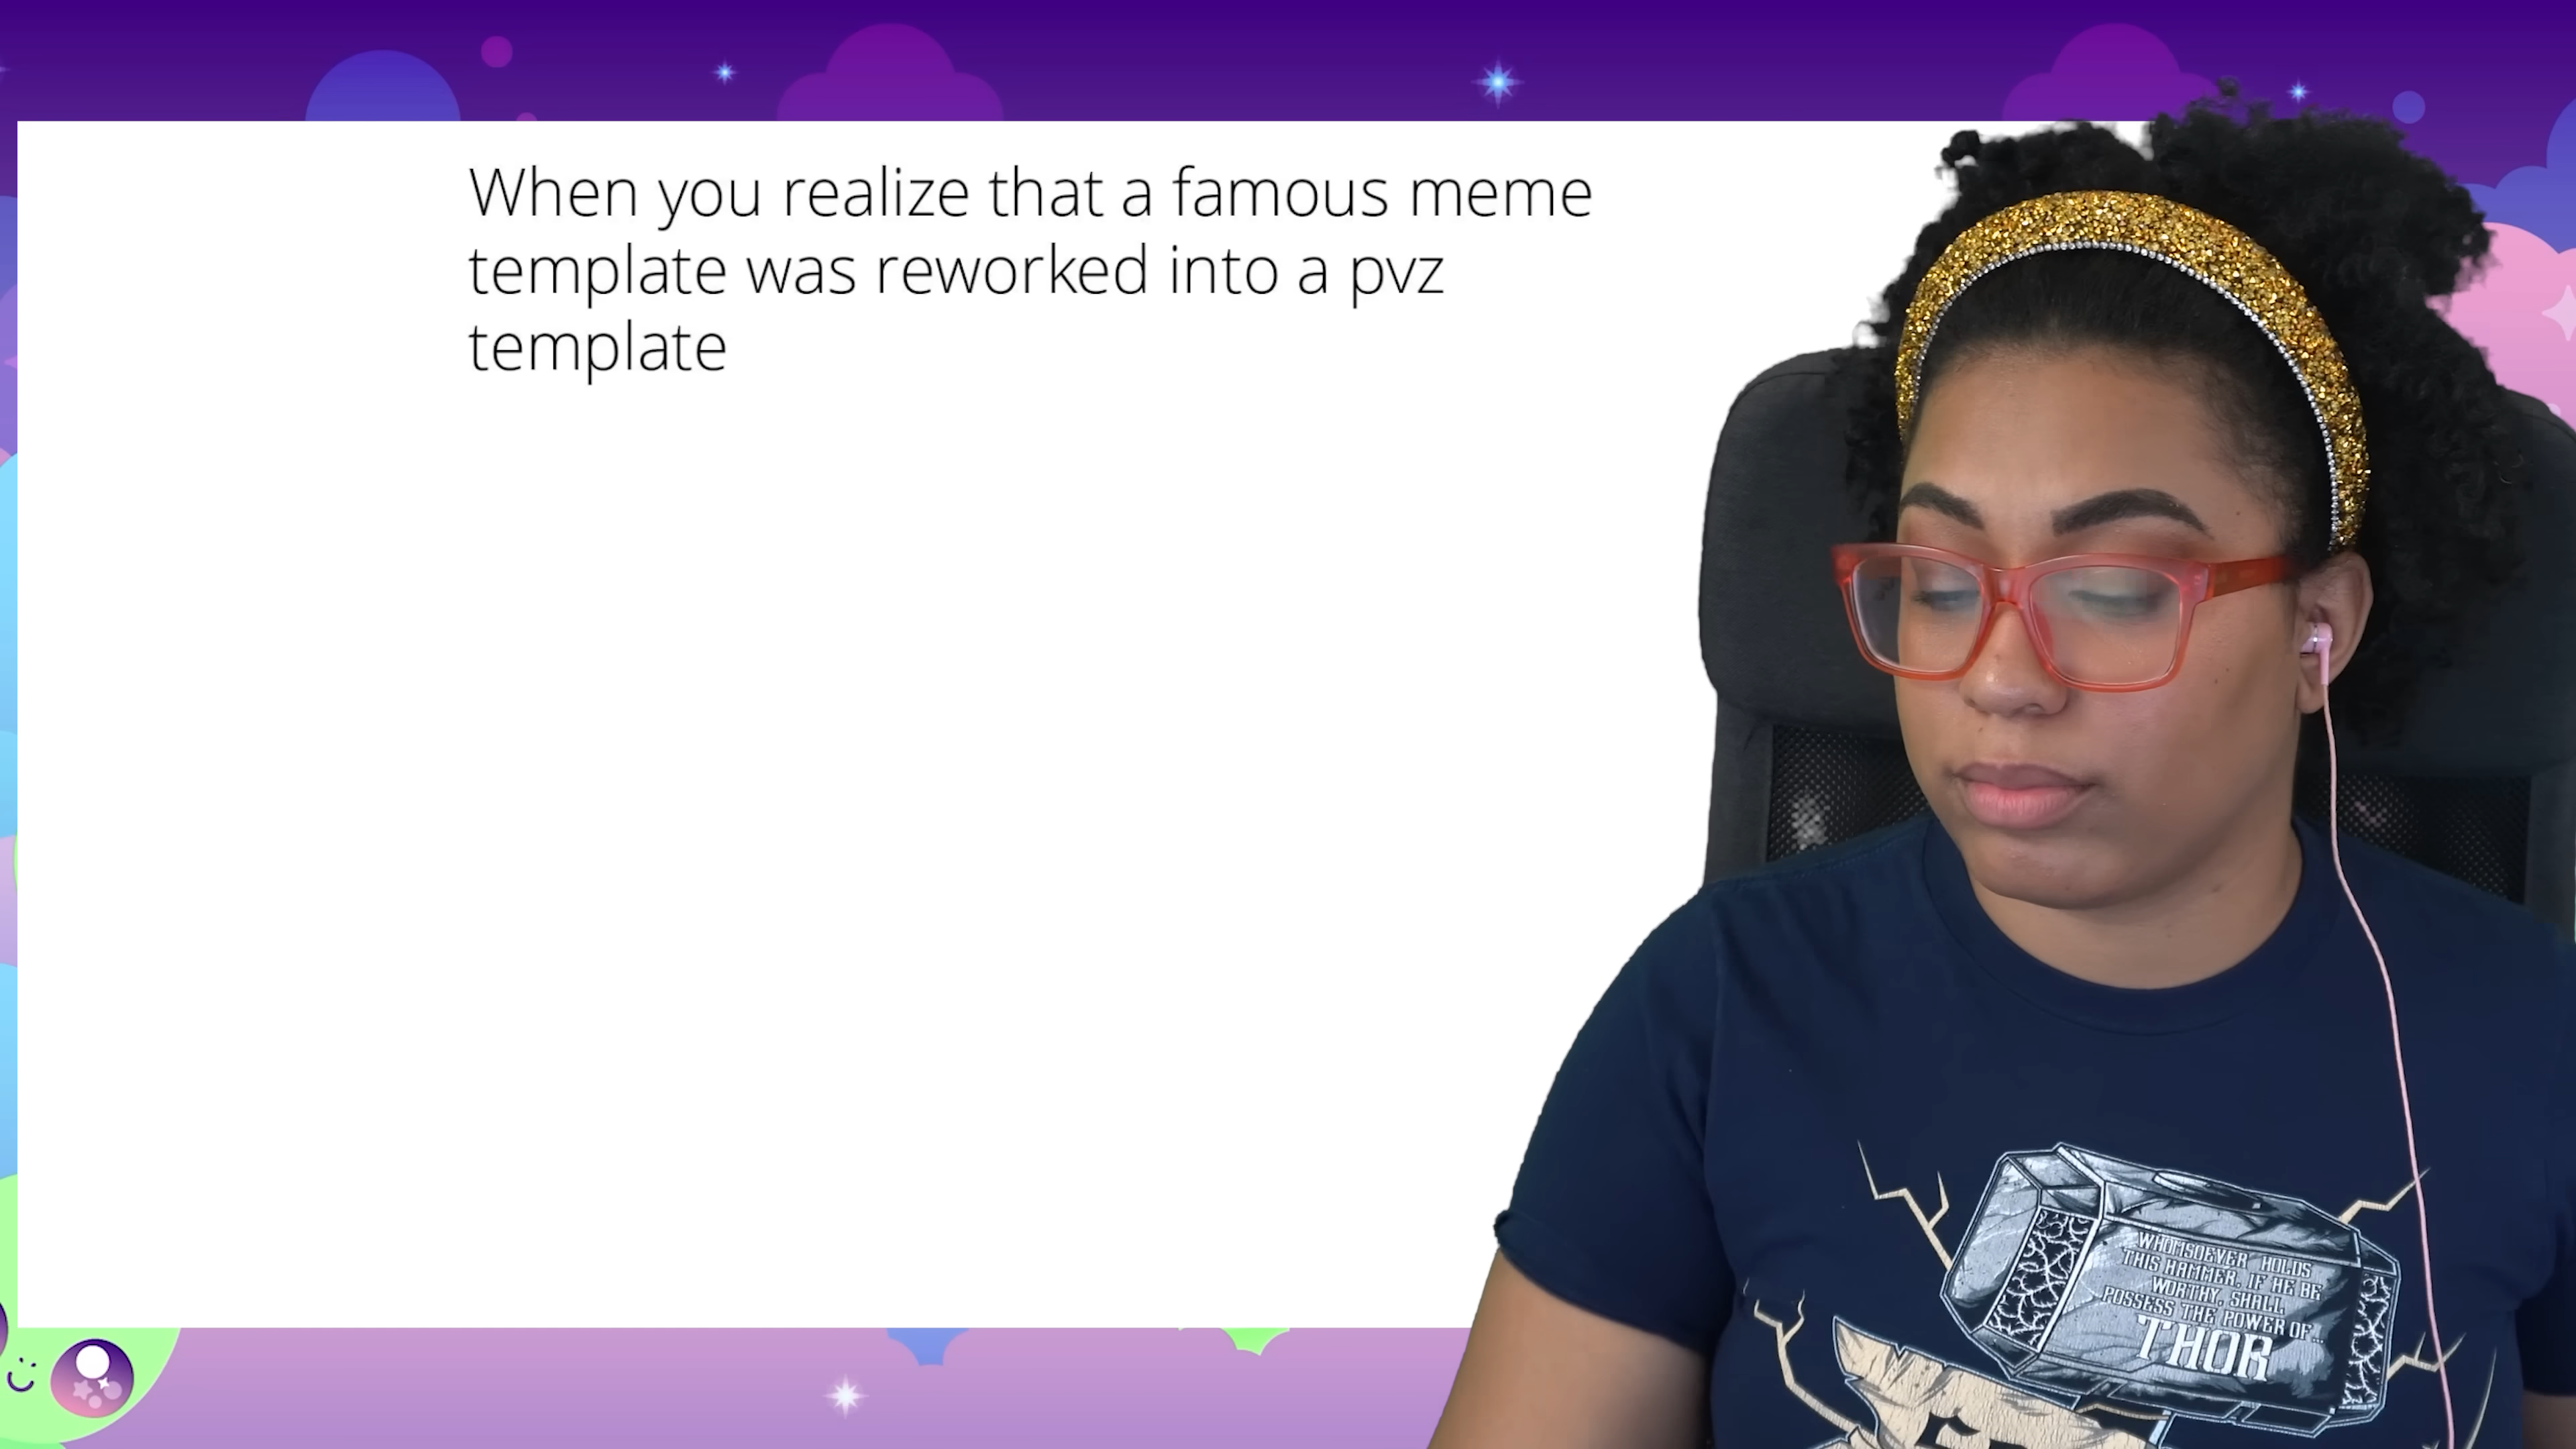 When you realize that a famous meme
template was reworked into a pvz
template
WHOMSOEVER HOLDS
THIS HAMMER, IF HE BE
WORTHY, SHALL
POSSESS THE POWER OF...
THOR